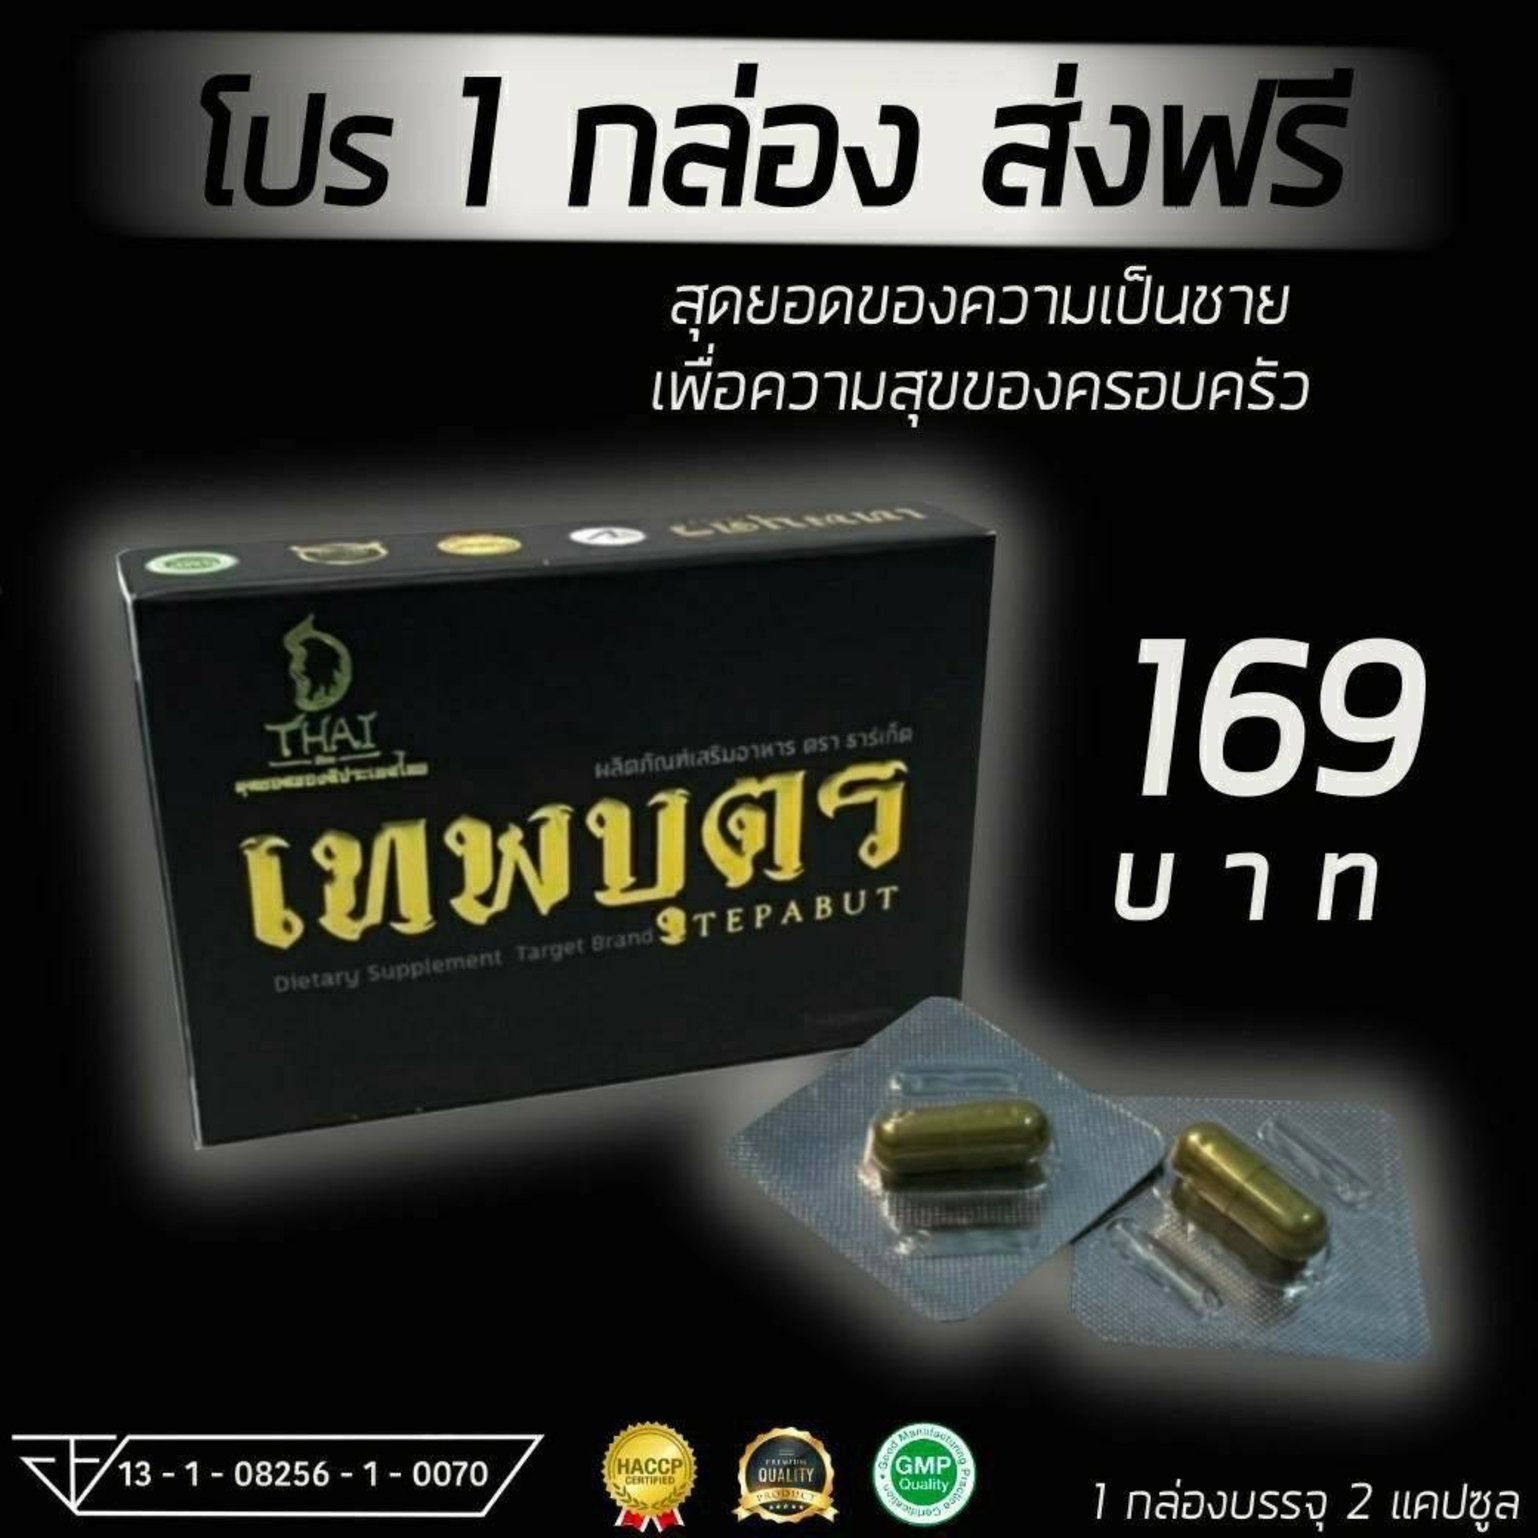 โปร 1 กล่อง ส่งฟรี
สุดยอดของความเป็นชาย
เพื่อความสุขของครอบครัว
THAI
ผลิตภัณฑ์เสริมอาหาร ตรา ธาร์เก็ต
เทพบุตร
TEPABUT
Dietary Supplement Target Brand
169
บาท
13 - 1 - 08256 - 1 - 0070
HACCP
CERTIFIED
PREMIUM
QUALITY
PRODUCT
Good Manufacturing Practice Certification
GMP
Quality
1 กล่องบรรจุ 2 แคปซูล